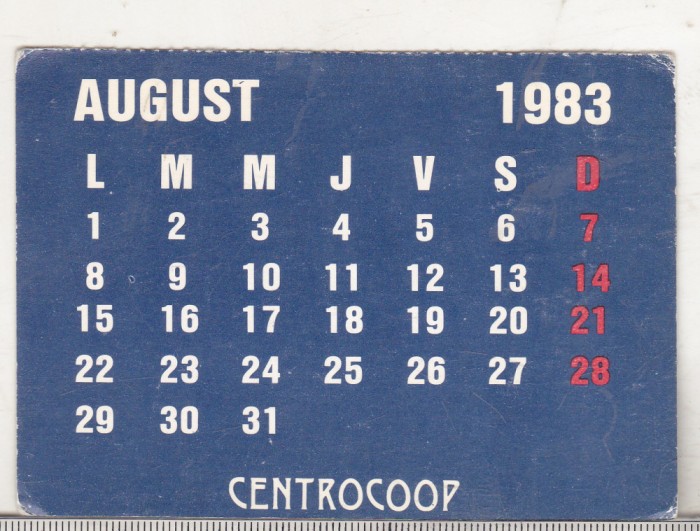 AUGUST 1983
L M M J V S D
1 2 3 4 5 6 7
8 9 10 11 12 13 14
15 16 17 18 19 20 21
22 23 24 25 26 27 28
29 30 31
CENTROCOOP